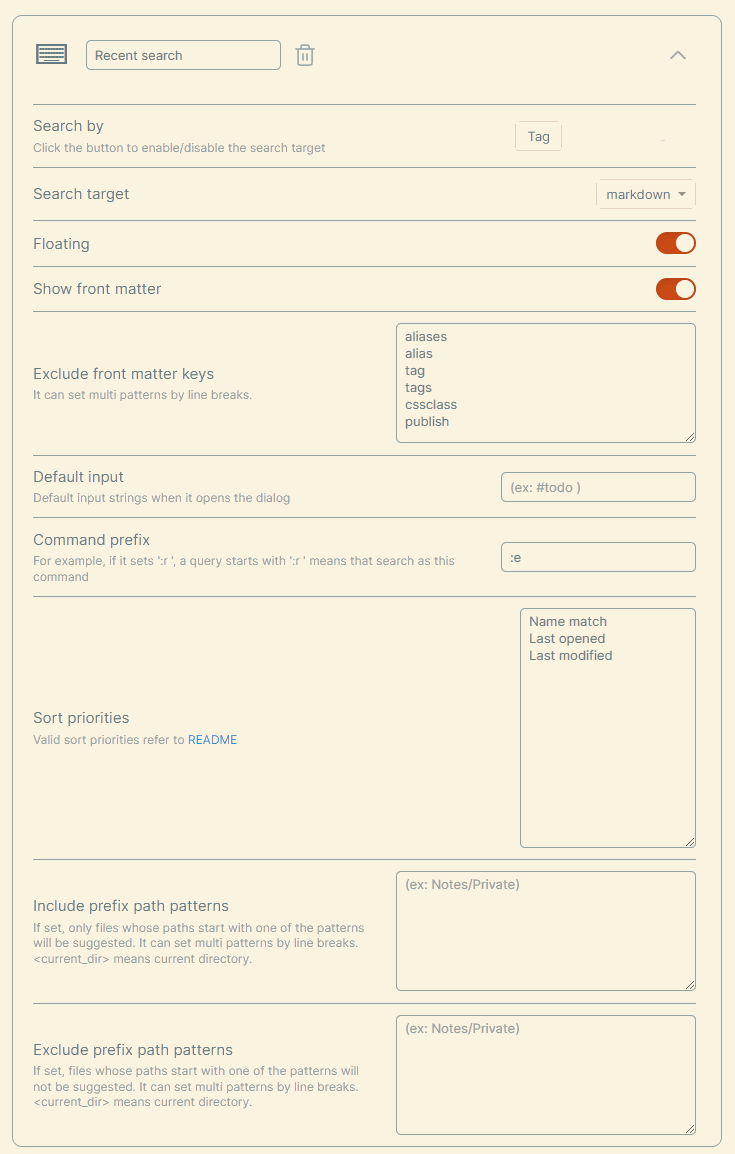 Recent search
Search by
Click the button to enable/disable the search target
Tag
Search target
markdown
Floating
Show front matter
Exclude front matter keys
It can set multi patterns by line breaks.
aliases
alias
tag
tags
cssclass
publish
Default input
Default input strings when it opens the dialog
(ex: #todo )
Command prefix
For example, if it sets ':r ', a query starts with ':r ' means that search as this
command
:e
Sort priorities
Valid sort priorities refer to README
Name match
Last opened
Last modified
Include prefix path patterns
If set, only files whose paths start with one of the patterns
will be suggested. It can set multi patterns by line breaks.
<current_dir> means current directory.
(ex: Notes/Private)
Exclude prefix path patterns
If set, files whose paths start with one of the patterns will
not be suggested. It can set multi patterns by line breaks.
<current_dir> means current directory.
(ex: Notes/Private)